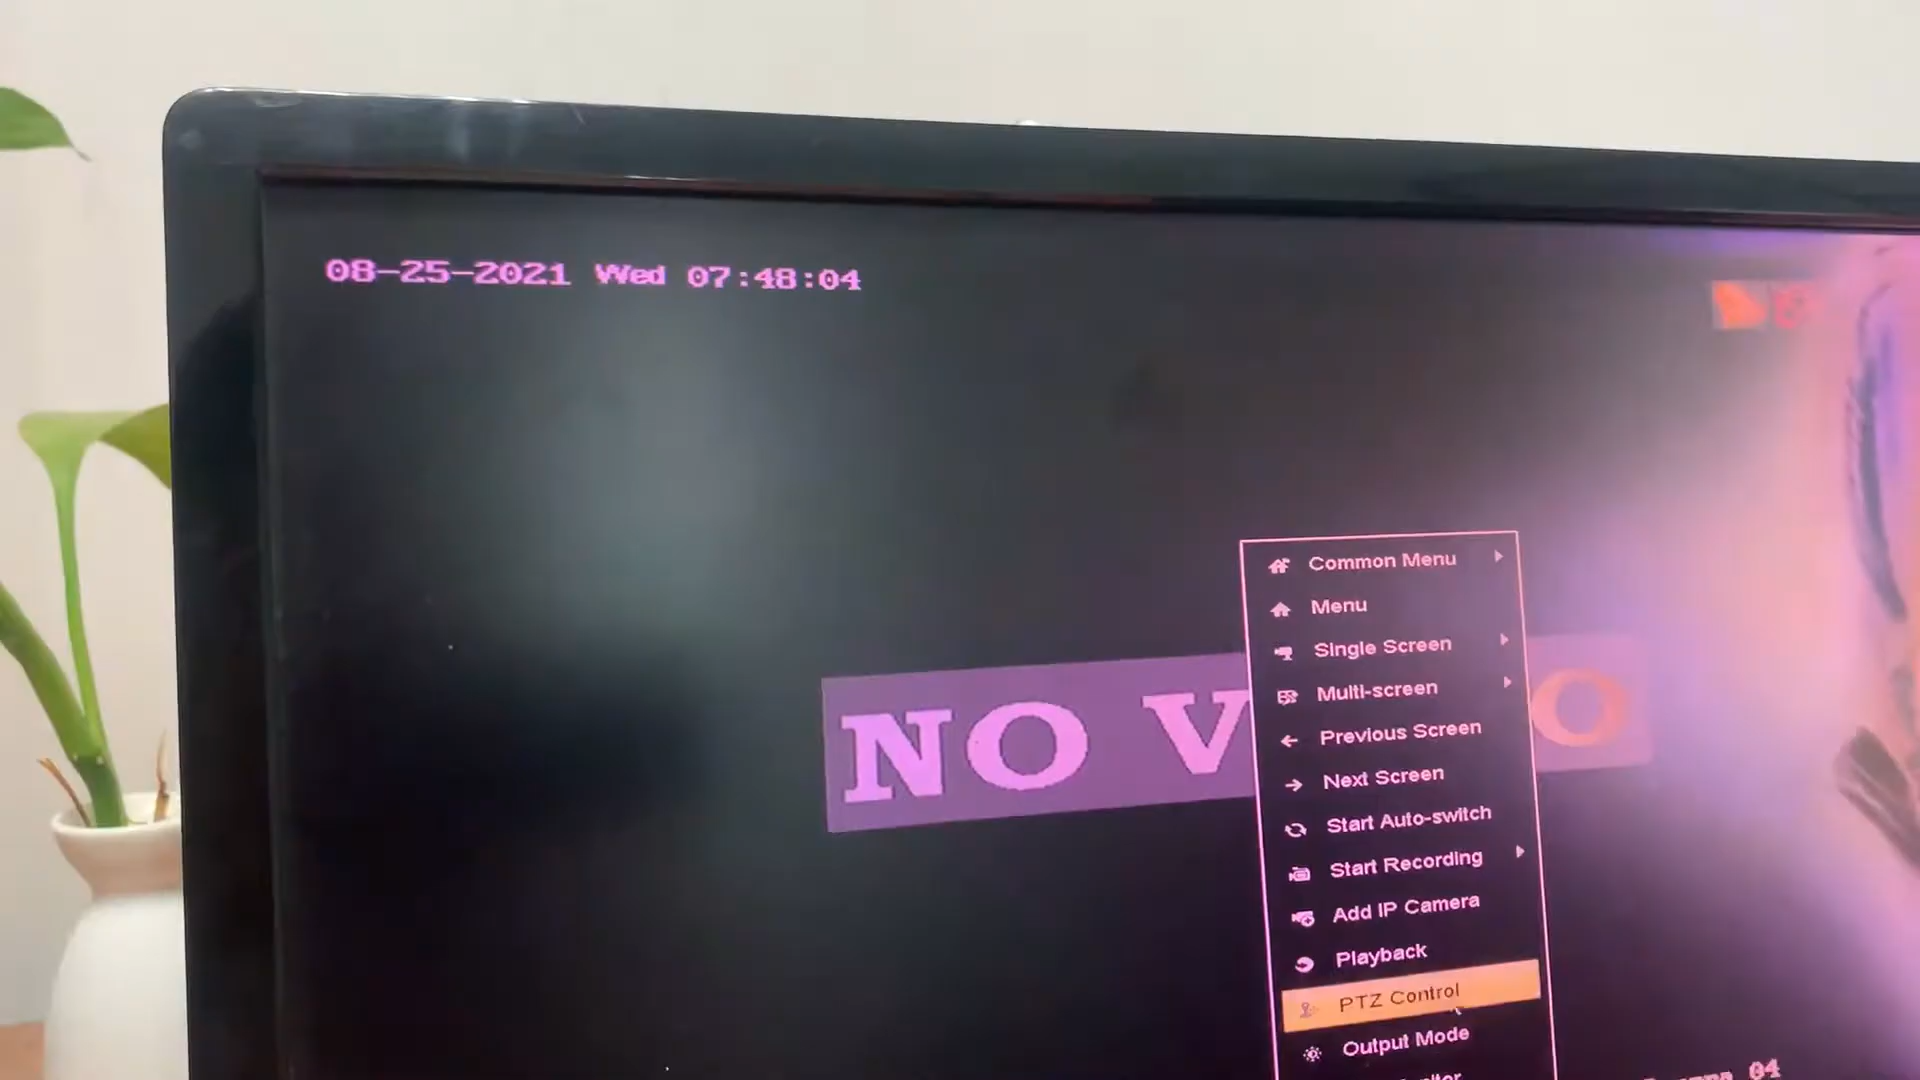 08-25-2021 Wed 07:48:04
NO V
O
Common Menu
Menu
Single Screen
Multi-screen
Previous Screen
Next Screen
Start Auto-switch
Start Recording
Add IP Camera
Playback
PTZ Control
Output Mode
04